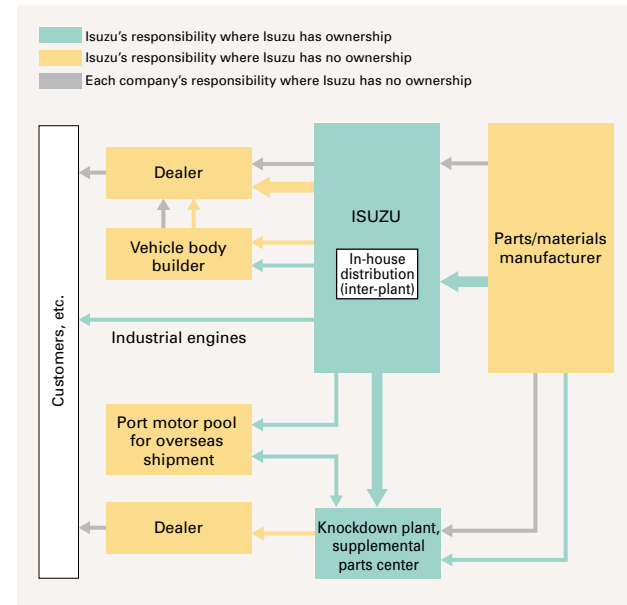 Isuzu's responsibility where Isuzu has ownership
Isuzu's responsibility where Isuzu has no ownership
Each company's responsibility where Isuzu has no ownership
Customers, etc.
Dealer
Vehicle body
builder
ISUZU
In-house
distribution
(inter-plant)
Parts/materials
manufacturer
Industrial engines
Port motor pool
for overseas
shipment
Dealer
Knockdown plant,
supplemental
parts center